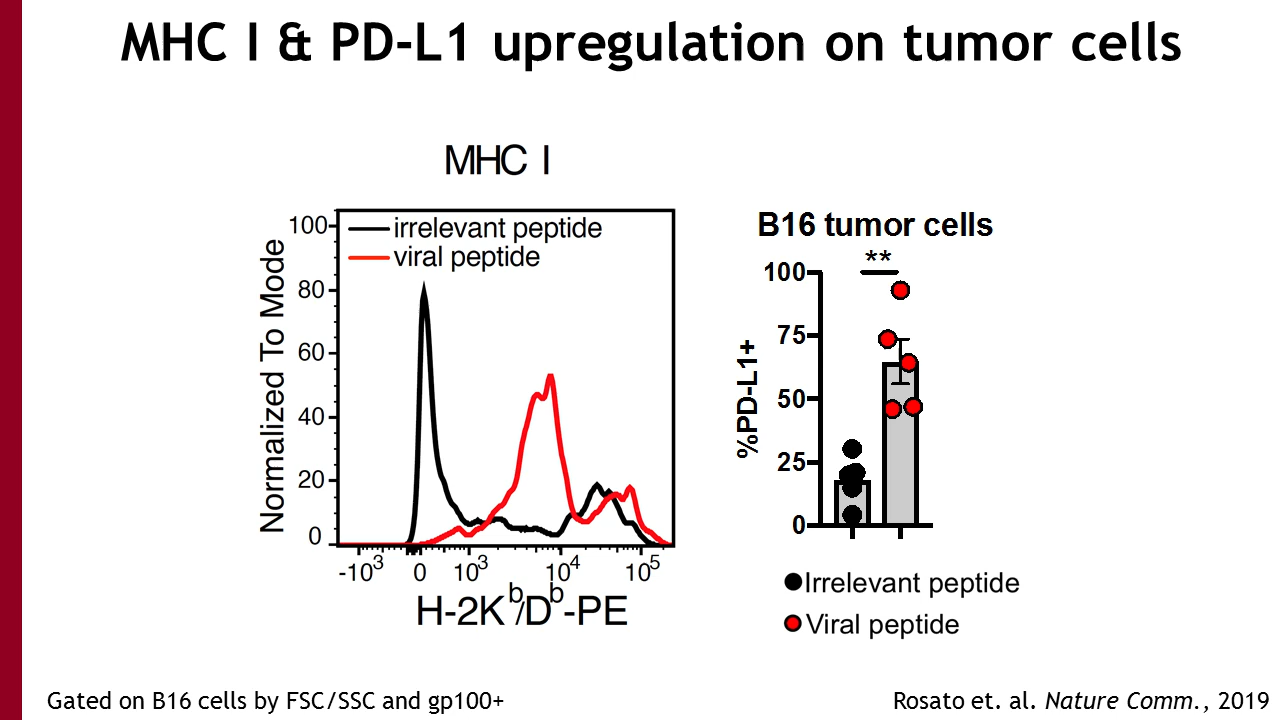 MHC I & PD-L1 upregulation on tumor cells
MHC I
irrelevant peptide
viral peptide
Normalized To Mode
100
80
60
40
20
0
-10³ 0 10³ 10⁴ 10⁵
H-2Kᵇ/Dᵇ-PE
B16 tumor cells
**
%PD-L1+
100
75
50
25
0
Irrelevant peptide
Viral peptide
Gated on B16 cells by FSC/SSC and gp100+
Rosato et. al. Nature Comm., 2019